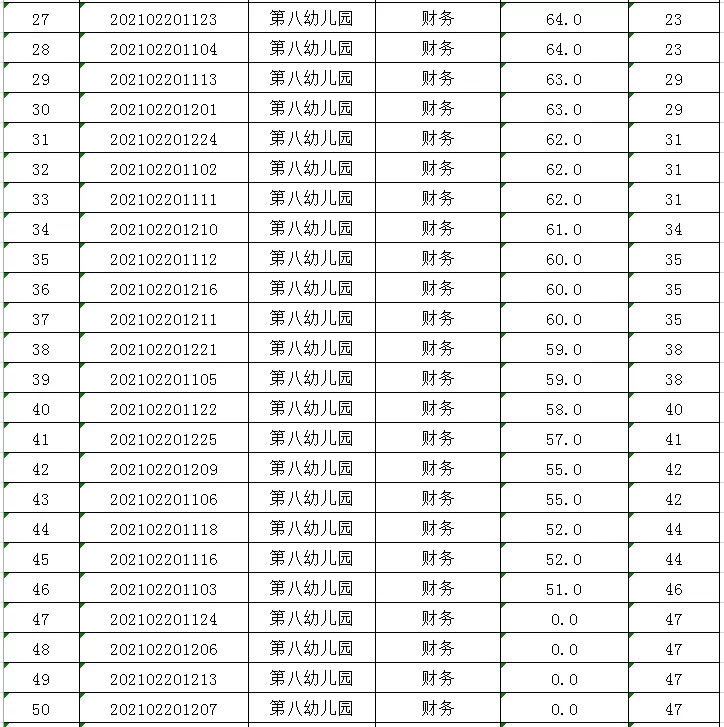 27 202102201123 第八幼儿园 财务 64.0 23
28 202102201104 第八幼儿园 财务 64.0 23
29 202102201113 第八幼儿园 财务 63.0 29
30 202102201201 第八幼儿园 财务 63.0 29
31 202102201224 第八幼儿园 财务 62.0 31
32 202102201102 第八幼儿园 财务 62.0 31
33 202102201111 第八幼儿园 财务 62.0 31
34 202102201210 第八幼儿园 财务 61.0 34
35 202102201112 第八幼儿园 财务 60.0 35
36 202102201216 第八幼儿园 财务 60.0 35
37 202102201211 第八幼儿园 财务 60.0 35
38 202102201221 第八幼儿园 财务 59.0 38
39 202102201105 第八幼儿园 财务 59.0 38
40 202102201122 第八幼儿园 财务 58.0 40
41 202102201225 第八幼儿园 财务 57.0 41
42 202102201209 第八幼儿园 财务 55.0 42
43 202102201106 第八幼儿园 财务 55.0 42
44 202102201118 第八幼儿园 财务 52.0 44
45 202102201116 第八幼儿园 财务 52.0 44
46 202102201103 第八幼儿园 财务 51.0 46
47 202102201124 第八幼儿园 财务 0.0 47
48 202102201206 第八幼儿园 财务 0.0 47
49 202102201213 第八幼儿园 财务 0.0 47
50 202102201207 第八幼儿园 财务 0.0 47